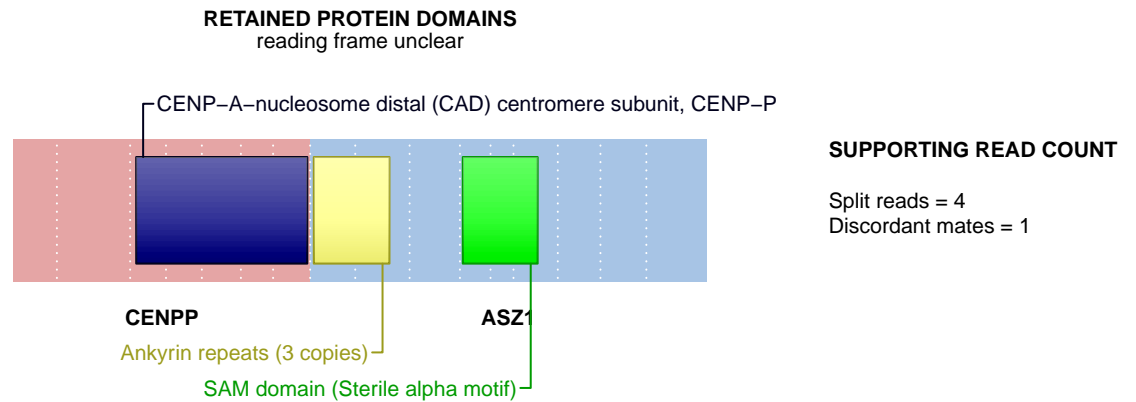 RETAINED PROTEIN DOMAINS
reading frame unclear
CENP−A−nucleosome distal (CAD) centromere subunit, CENP−P
SUPPORTING READ COUNT
Split reads = 4
Discordant mates = 1
CENPP
ASZ1
Ankyrin repeats (3 copies)
SAM domain (Sterile alpha motif)